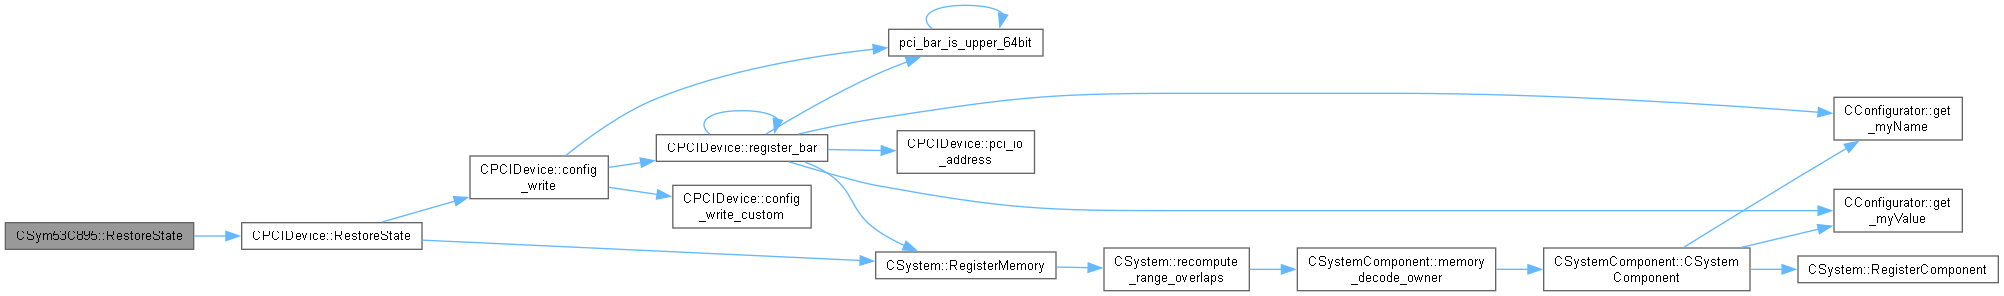 pci_bar_is_upper_64bit
CConfigurator::get
_myName
CPCIDevice::register_bar
CPCIDevice::pci_io
_address
CPCIDevice::config
_write
CPCIDevice::config
_write_custom
CConfigurator::get
_myValue
CSym53C895::RestoreState
CPCIDevice::RestoreState
CSystem::RegisterMemory
CSystem::recompute
_range_overlaps
CSystemComponent::memory
_decode_owner
CSystemComponent::CSystem
Component
CSystem::RegisterComponent